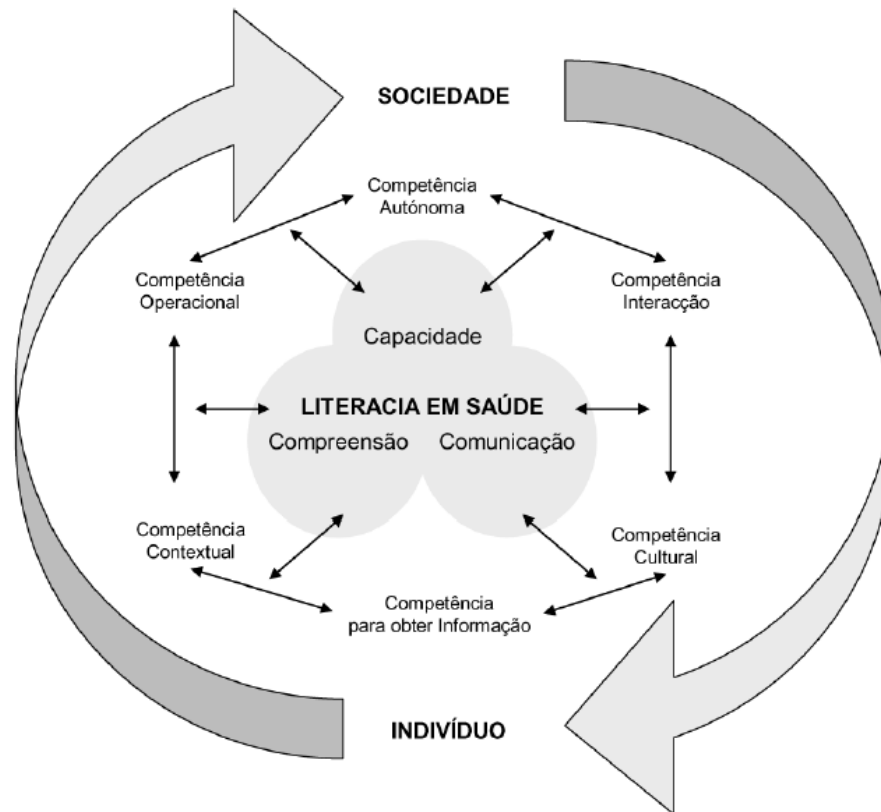 SOCIEDADE
Competência
Autónoma
Competência
Operacional
Competência
Interacção
Capacidade
LITERACIA EM SAÚDE
Compreensão
Comunicação
Competência
Contextual
Competência
Cultural
Competência
para obter Informação
INDIVÍDUO